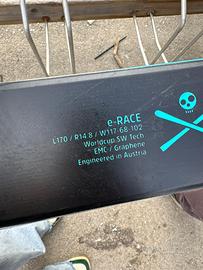 e-RACE
L170 / R14.8 / W117-68-102
Worldcup SW Tech
EMC / Graphene
Engineered in Austria